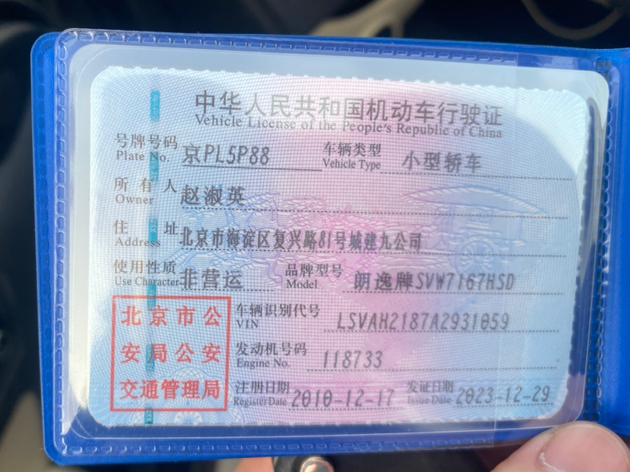 中华人民共和国机动车行驶证
Vehicle License of the People's Republic of China
号牌号码 京PL5P88 车辆类型 小型轿车
Plate No. Vehicle Type
所有人 赵淑英
Owner
住址 北京市海淀区复兴路81号城建九公司
Address
使用性质 非营运 品牌型号 朗逸牌SVW7167HSD
Use Character Model
北京市公 车辆识别代号 LSVAH2187A2931059
VIN
安局公安 发动机号码 118733
Engine No.
交通管理局 注册日期 2010-12-17 发证日期 2023-12-29
Register Date Issue Date